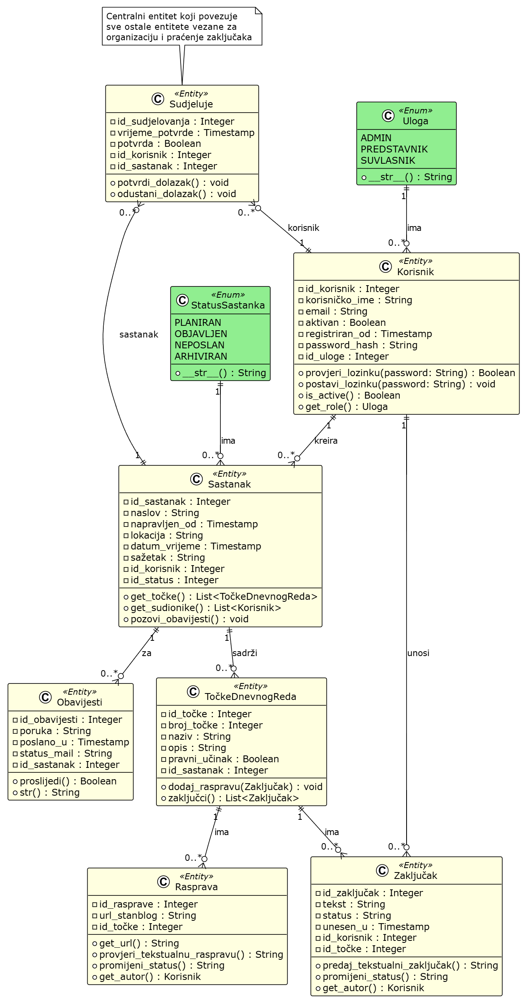 Centralni entitet koji povezuje
sve ostale entitete vezane za
organizaciju i praćenje zaključaka
C
«Entity»
Sudjeluje
id_sudjelovanja : Integer
vrijeme_potvrde : Timestamp
potvrda : Boolean
id_korisnik : Integer
id_sastanak : Integer
potvrdi_dolazak() : void
odustani_dolazak() : void
C
«Enum»
Uloga
ADMIN
PREDSTAVNIK
SUVLASNIK
__str__() : String
0..*
0..*
1
korisnik
1
ima
0..*
C
«Entity»
Korisnik
id_korisnik : Integer
korisničko_ime : String
email : String
aktivan : Boolean
registriran_od : Timestamp
password_hash : String
id_uloge : Integer
provjeri_lozinku(password: String) : Boolean
postavi_lozinku(password: String) : void
is_active() : Boolean
get_role() : Uloga
C
«Enum»
StatusSastanka
PLANIRAN
OBJAVLJEN
NEPOSLAN
ARHIVIRAN
__str__() : String
sastanak
1
1
ima
0..*
1
kreira
0..*
1
unosi
0..*
C
«Entity»
Sastanak
id_sastanak : Integer
naslov : String
napravljen_od : Timestamp
lokacija : String
datum_vrijeme : Timestamp
sažetak : String
id_korisnik : Integer
id_status : Integer
get_točke() : List<TočkeDnevnogReda>
get_sudionike() : List<Korisnik>
pozovi_obavijesti() : void
1
za
0..*
1
sadrži
0..*
C
«Entity»
Obavijesti
id_obavijesti : Integer
poruka : String
poslano_u : Timestamp
status_mail : String
id_sastanak : Integer
proslijedi() : Boolean
str() : String
C
«Entity»
TočkeDnevnogReda
id_točke : Integer
broj_točke : Integer
naziv : String
opis : String
pravni_učinak : Boolean
id_sastanak : Integer
dodaj_raspravu(Zaključak) : void
zaključci() : List<Zaključak>
1
ima
0..*
1
ima
0..*
C
«Entity»
Rasprava
id_rasprave : Integer
url_stanblog : String
id_točke : Integer
get_url() : String
provjeri_tekstualnu_raspravu() : String
promijeni_status() : String
get_autor() : Korisnik
C
«Entity»
Zaključak
id_zaključak : Integer
tekst : String
status : String
unesen_u : Timestamp
id_korisnik : Integer
id_točke : Integer
predaj_tekstualni_zaključak() : String
promijeni_status() : String
get_autor() : Korisnik